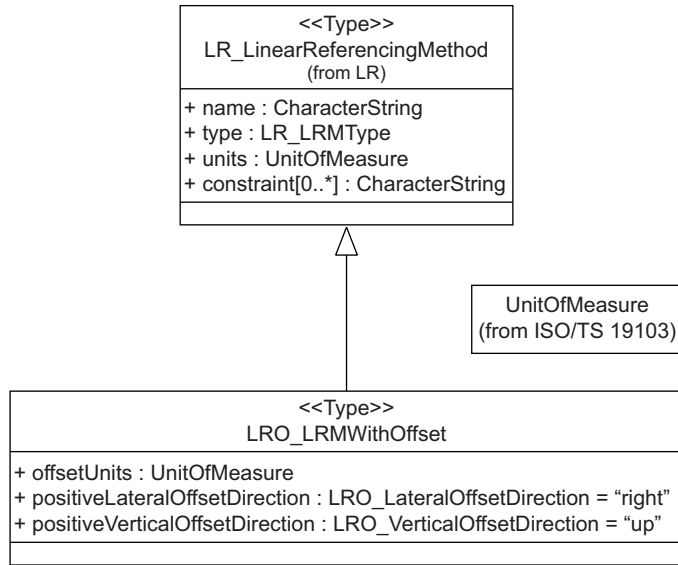 <<Type>>
LR_LinearReferencingMethod
(from LR)
+ name : CharacterString
+ type : LR_LRMType
+ units : UnitOfMeasure
+ constraint[0..*] : CharacterString
UnitOfMeasure
(from ISO/TS 19103)
<<Type>>
LRO_LRMWithOffset
+ offsetUnits : UnitOfMeasure
+ positiveLateralOffsetDirection : LRO_LateralOffsetDirection = “right”
+ positiveVerticalOffsetDirection : LRO_VerticalOffsetDirection = “up”